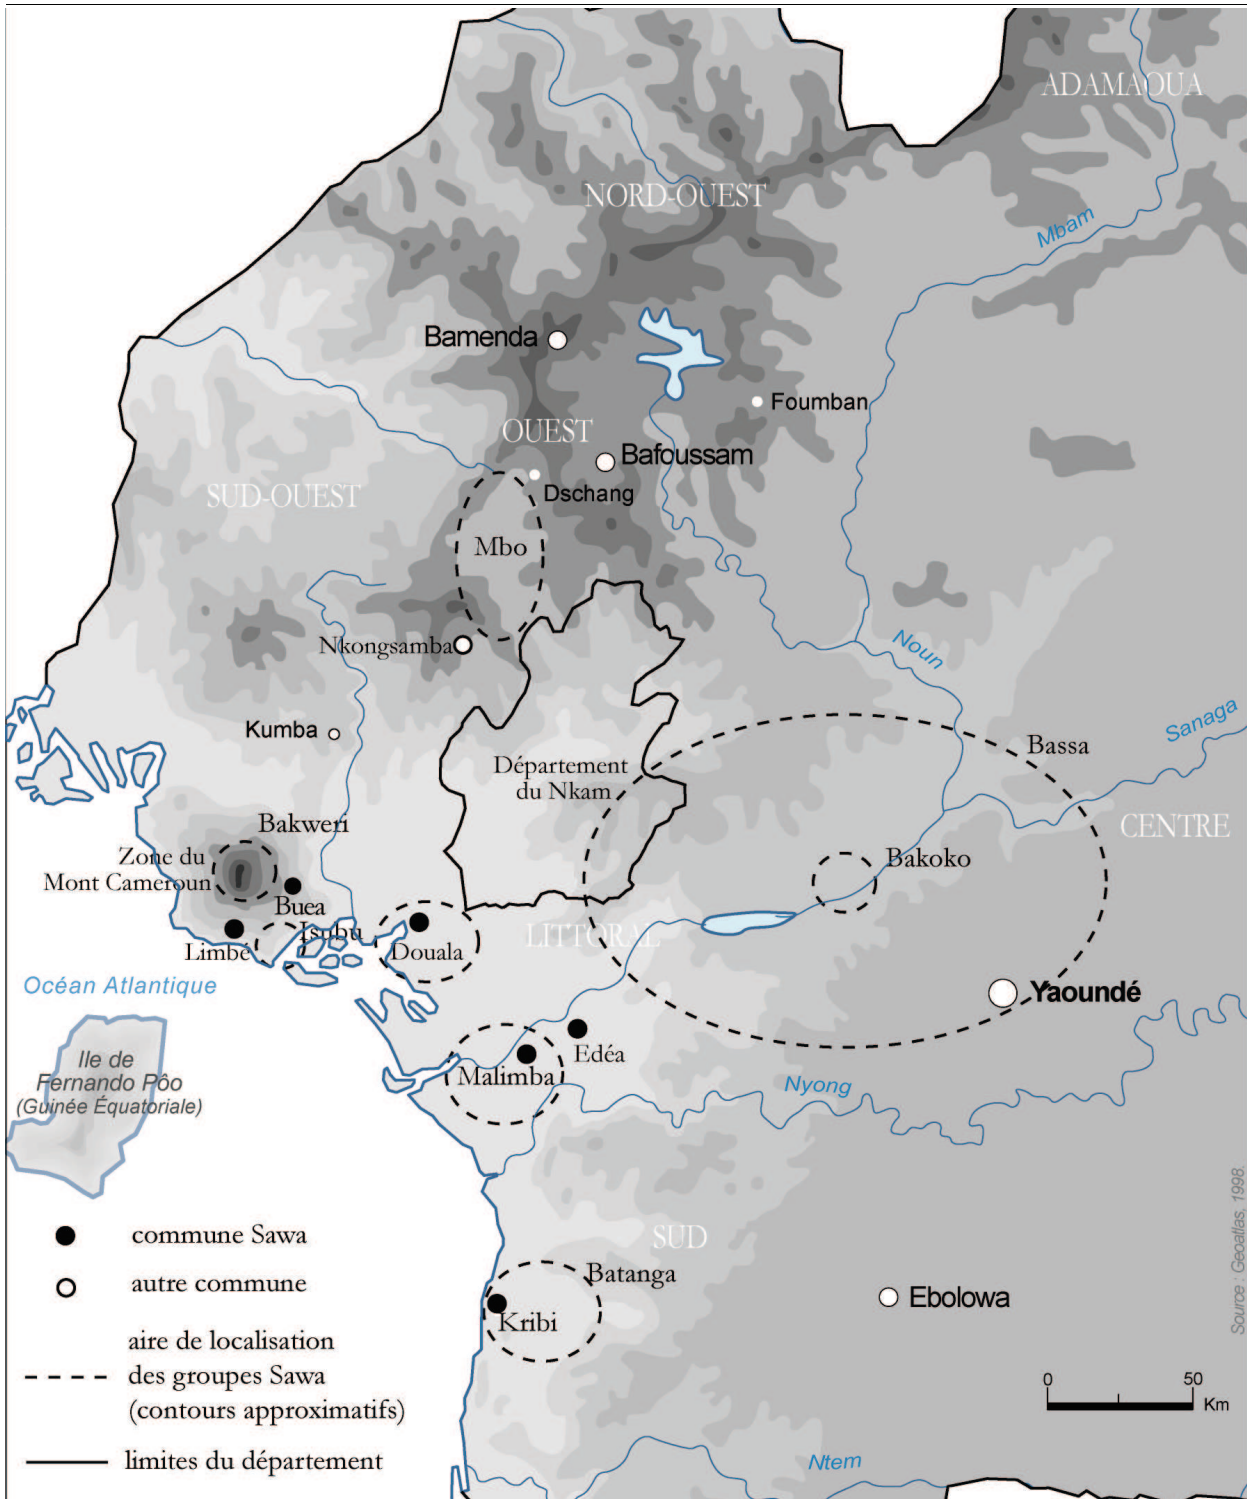 ADAMAOUA
NORD-OUEST
Mbam
Bamenda
Foumban
OUEST
Bafoussam
SUD-OUEST
Dschang
Mbo
Nkongsamba
Noun
Kumba
Sanaga
Bassa
Département
du Nkam
CENTRE
Bakweri
Zone du
Mont Cameroun
Bakoko
Buea
Isubu
Limbé
Douala
LITTORAL
Océan Atlantique
Yaoundé
Edéa
Ile de
Fernando Pôo
(Guinée Équatoriale)
Malimba
Nyong
SUD
Batanga
Kribi
Ebolowa
commune Sawa
autre commune
aire de localisation
des groupes Sawa
(contours approximatifs)
limites du département
0 50
Km
Ntem
Source : Geoatlas, 1998.